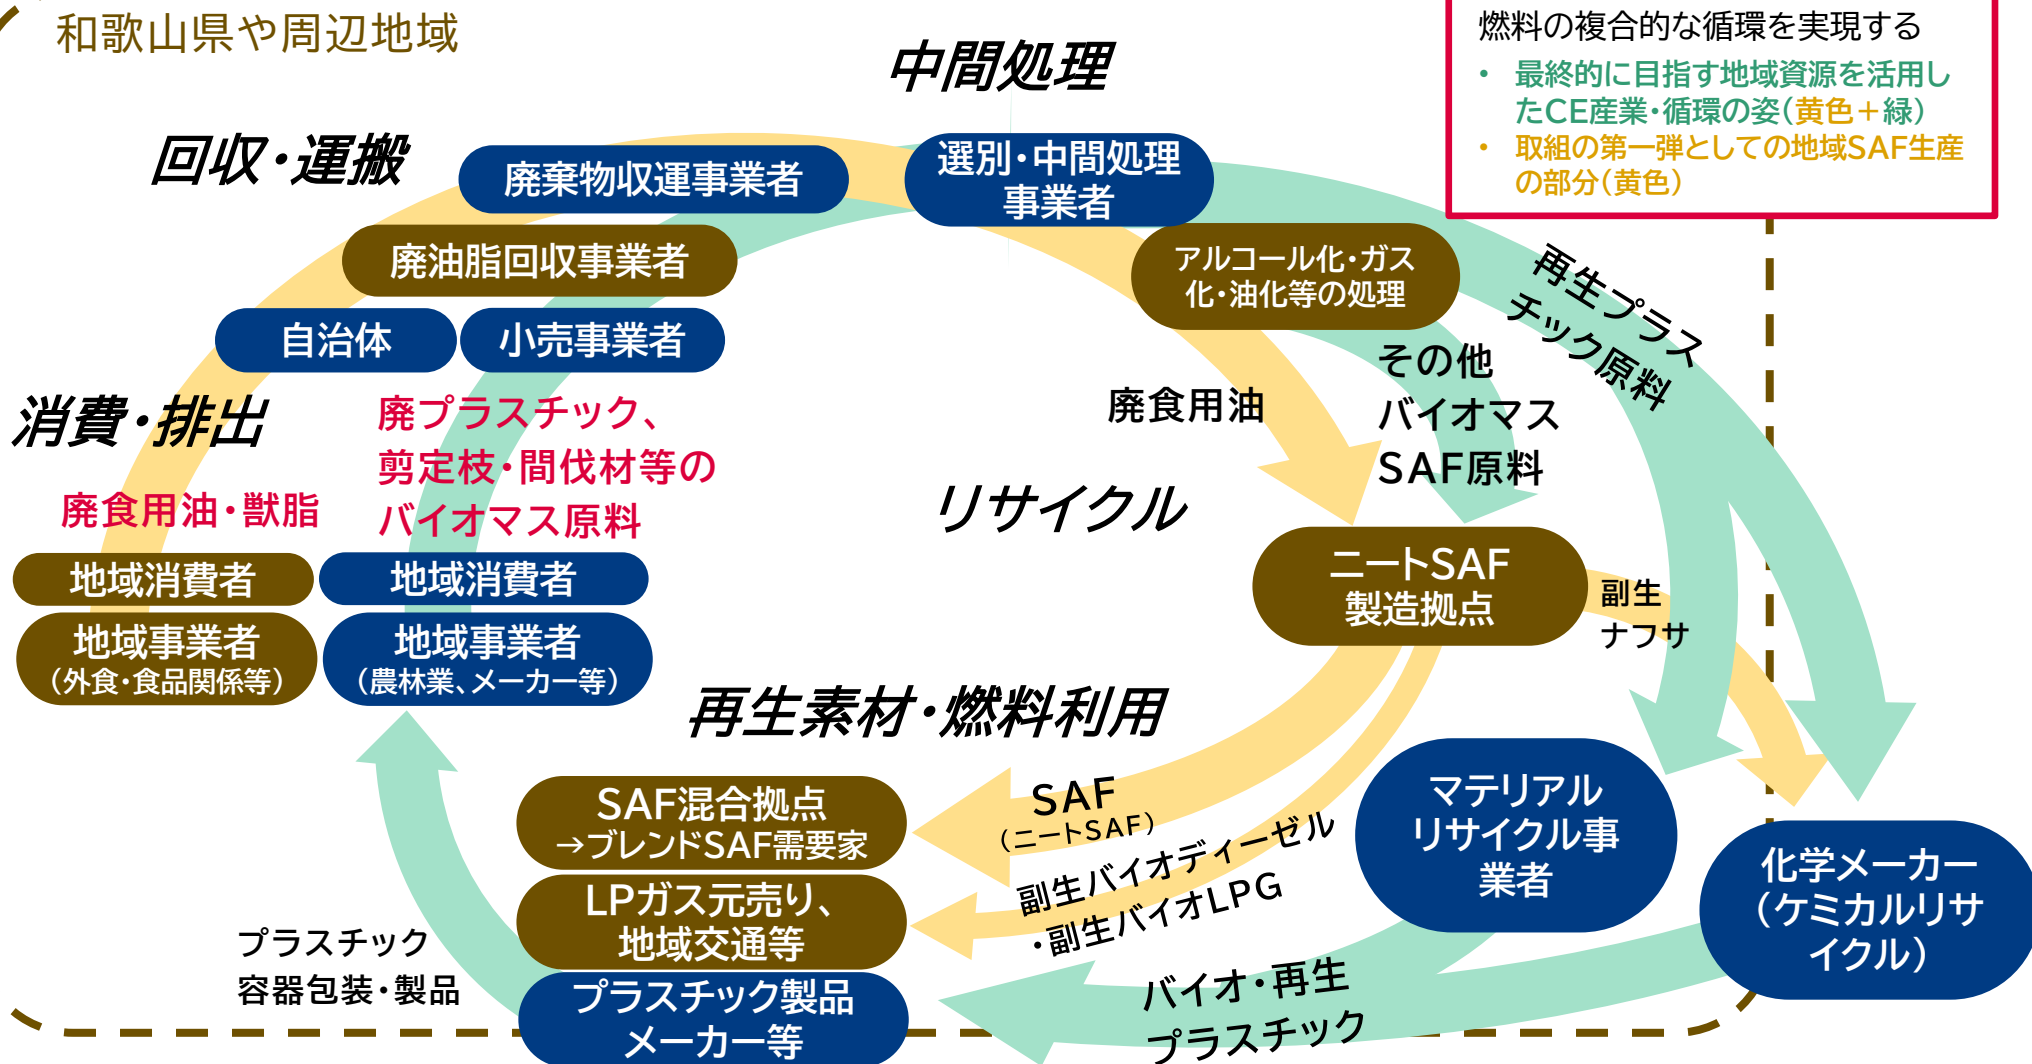 和歌山県や周辺地域
燃料の複合的な循環を実現する
• 最終的に目指す地域資源を活用し
たCE産業・循環の姿(黄色+緑)
• 取組の第一弾としての地域SAF生産
の部分(黄色)
中間処理
回収・運搬
廃棄物収運事業者
選別・中間処理
事業者
廃油脂回収事業者
アルコール化・ガス
化・油化等の処理
自治体
小売事業者
再生プラス
チック原料
その他
バイオマス
SAF原料
廃食用油
消費・排出
廃プラスチック、
剪定枝・間伐材等の
バイオマス原料
廃食用油・獣脂
リサイクル
地域消費者
地域消費者
ニートSAF
製造拠点
副生
ナフサ
地域事業者
(外食・食品関係等)
地域事業者
(農林業、メーカー等)
再生素材・燃料利用
SAF混合拠点
→ブレンドSAF需要家
SAF
(ニートSAF)
マテリアル
リサイクル事
業者
副生バイオディーゼル
・副生バイオLPG
LPガス元売り、
地域交通等
化学メーカー
(ケミカルリサ
イクル)
プラスチック
容器包装・製品
プラスチック製品
メーカー等
バイオ・再生
プラスチック